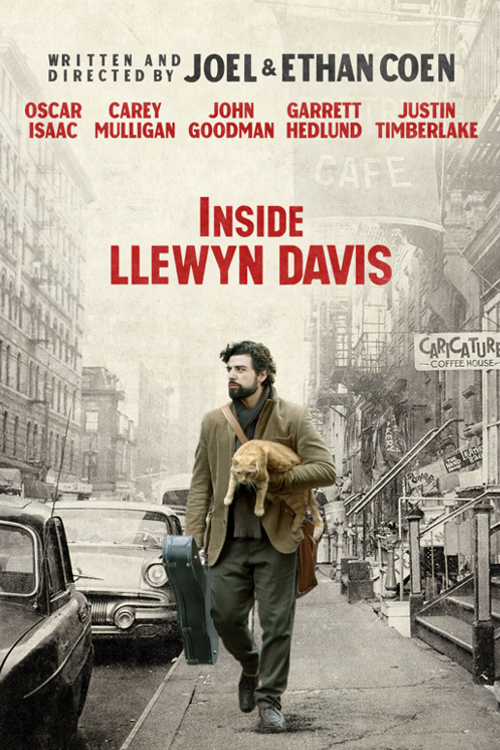 WRITTEN AND
DIRECTED BY JOEL & ETHAN COEN
OSCAR ISAAC
CAREY MULLIGAN
JOHN GOODMAN
GARRETT HEDLUND
JUSTIN TIMBERLAKE
CAFE
INSIDE
LLEWYN DAVIS
CARICATURE
COFFEE HOUSE